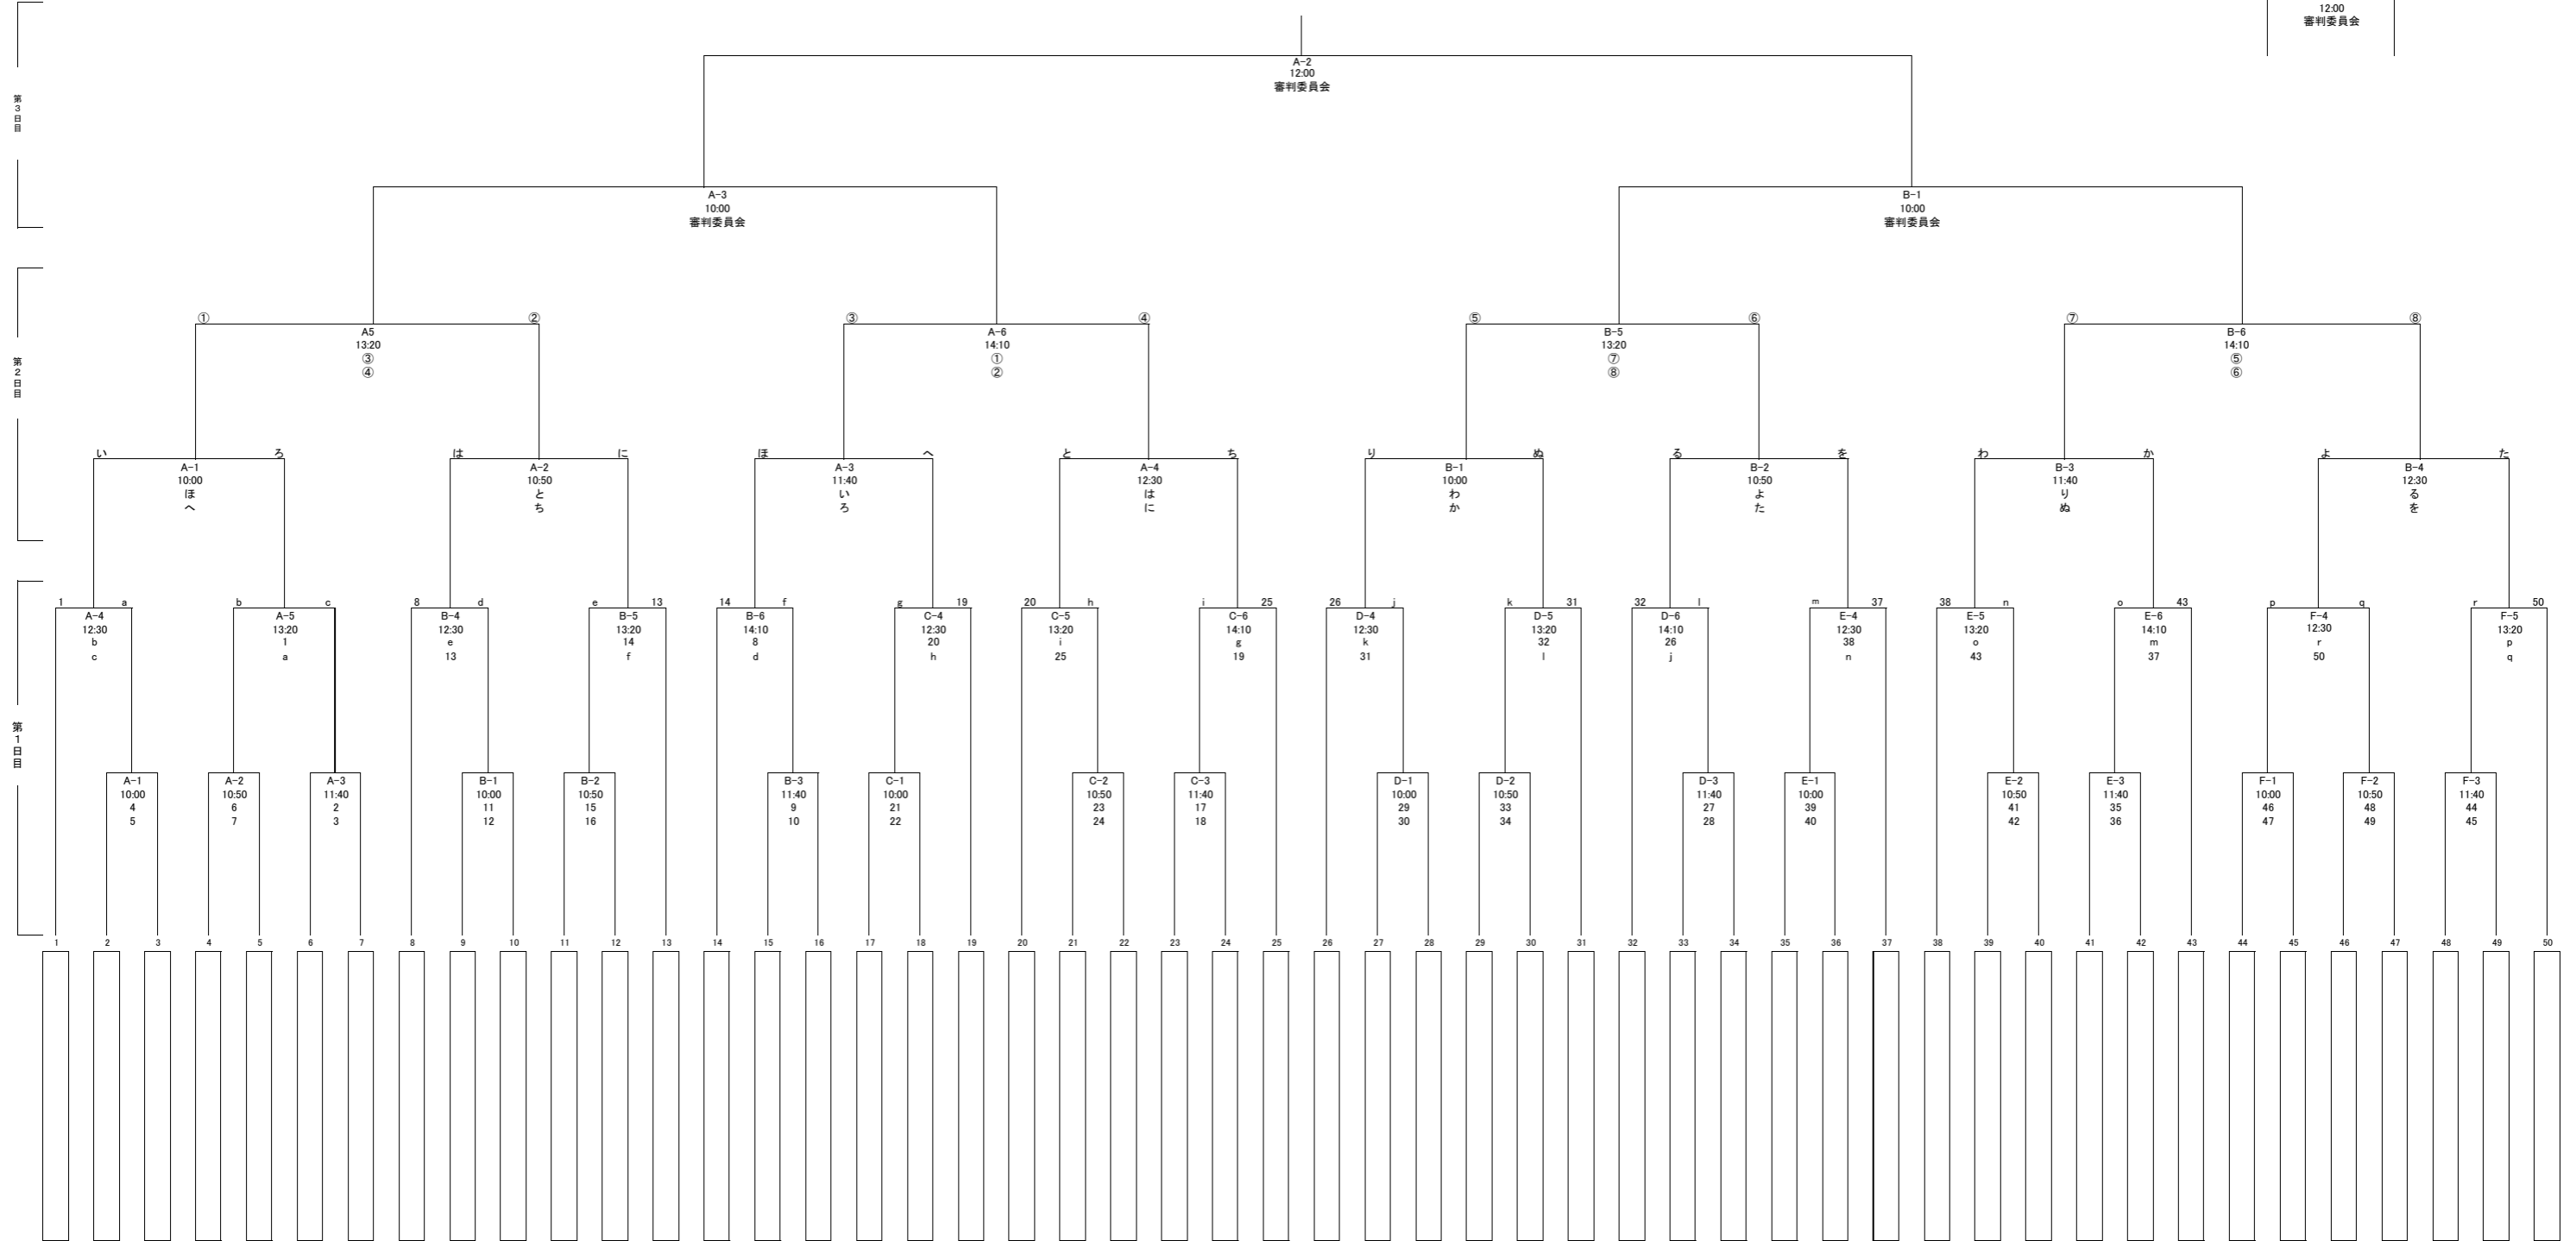 12:00
審判委員会
A-2
12:00
審判委員会
第3日目
A-3
10:00
審判委員会
B-1
10:00
審判委員会
① ② ③ ④ ⑤ ⑥ ⑦ ⑧
A5 A-6 B-5 B-6
13:20 14:10 13:20 14:10
③ ① ⑦ ⑤
④ ② ⑧ ⑥
第2日目
い ろ は に ほ へ と ち り ぬ る を わ か よ た
A-1 A-2 A-3 A-4 B-1 B-2 B-3 B-4
10:00 10:50 11:40 12:30 10:00 10:50 11:40 12:30
ほ と い は わ よ り る
へ ち ろ に か た ぬ を
1 a b c 8 d e 13 14 f g 19 20 h i 25 26 j k 31 32 l m 37 38 n o 43 p q r 50
A-4 A-5 B-4 B-5 B-6 C-4 C-5 C-6 D-4 D-5 D-6 E-4 E-5 E-6 F-4 F-5
12:30 13:20 12:30 13:20 14:10 12:30 13:20 14:10 12:30 13:20 14:10 12:30 13:20 14:10 12:30 13:20
b 1 e 14 8 20 i g k 32 26 38 o m r p
c a 13 f d h 25 19 31 l j n 43 37 50 q
第1日目
A-1 A-2 A-3 B-1 B-2 B-3 C-1 C-2 C-3 D-1 D-2 D-3 E-1 E-2 E-3 F-1 F-2 F-3
10:00 10:50 11:40 10:00 10:50 11:40 10:00 10:50 11:40 10:00 10:50 11:40 10:00 10:50 11:40 10:00 10:50 11:40
4 6 2 11 15 9 21 23 17 29 33 27 39 41 35 46 48 44
5 7 3 12 16 10 22 24 18 30 34 28 40 42 36 47 49 45
1 2 3 4 5 6 7 8 9 10 11 12 13 14 15 16 17 18 19 20 21 22 23 24 25 26 27 28 29 30 31 32 33 34 35 36 37 38 39 40 41 42 43 44 45 46 47 48 49 50